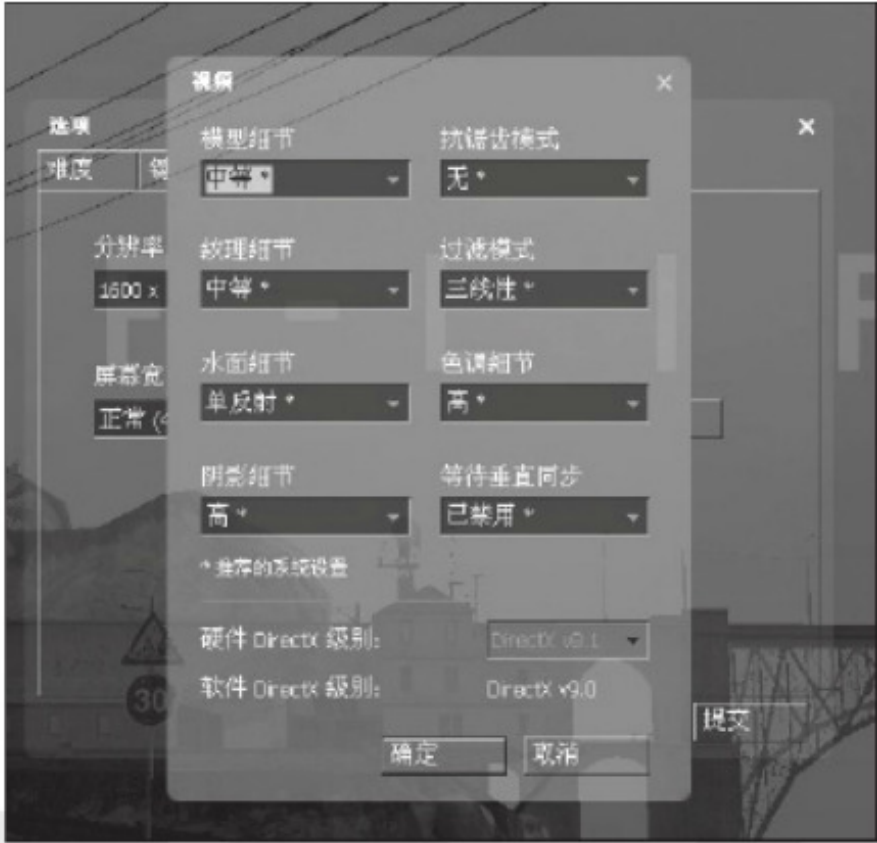 视频
选项
难度
分辨率
1600 x
屏幕宽
正常 (4
模型细节
中等 *
抗锯齿模式
无 *
纹理细节
中等 *
过滤模式
三线性 *
水面细节
单反射 *
色调细节
高 *
阴影细节
高 *
等待垂直同步
已禁用 *
* 推荐的系统设置
硬件 DirectX 级别:
软件 DirectX 级别:
DirectX v9.0
提交
确定
取消
30